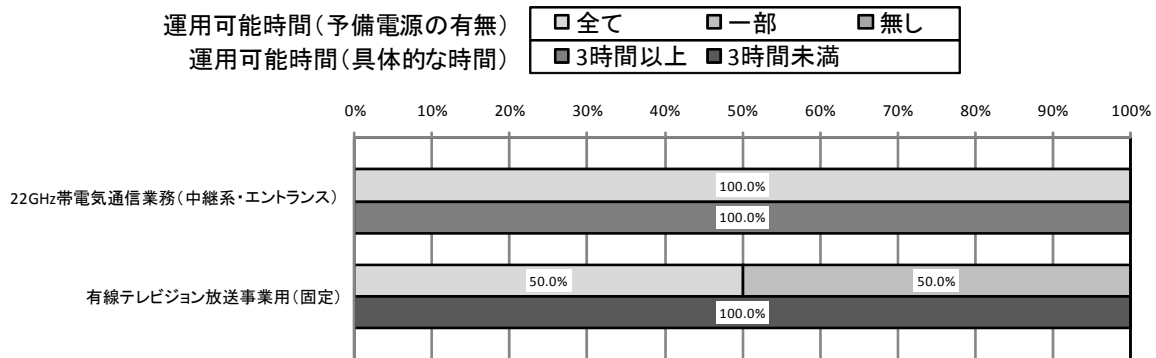 運用可能時間(予備電源の有無) 全て 一部 無し
運用可能時間(具体的な時間) 3時間以上 3時間未満
0% 10% 20% 30% 40% 50% 60% 70% 80% 90% 100%
22GHz帯電気通信業務(中継系・エントランス)
100.0%
100.0%
有線テレビジョン放送事業用(固定)
50.0% 50.0%
100.0%